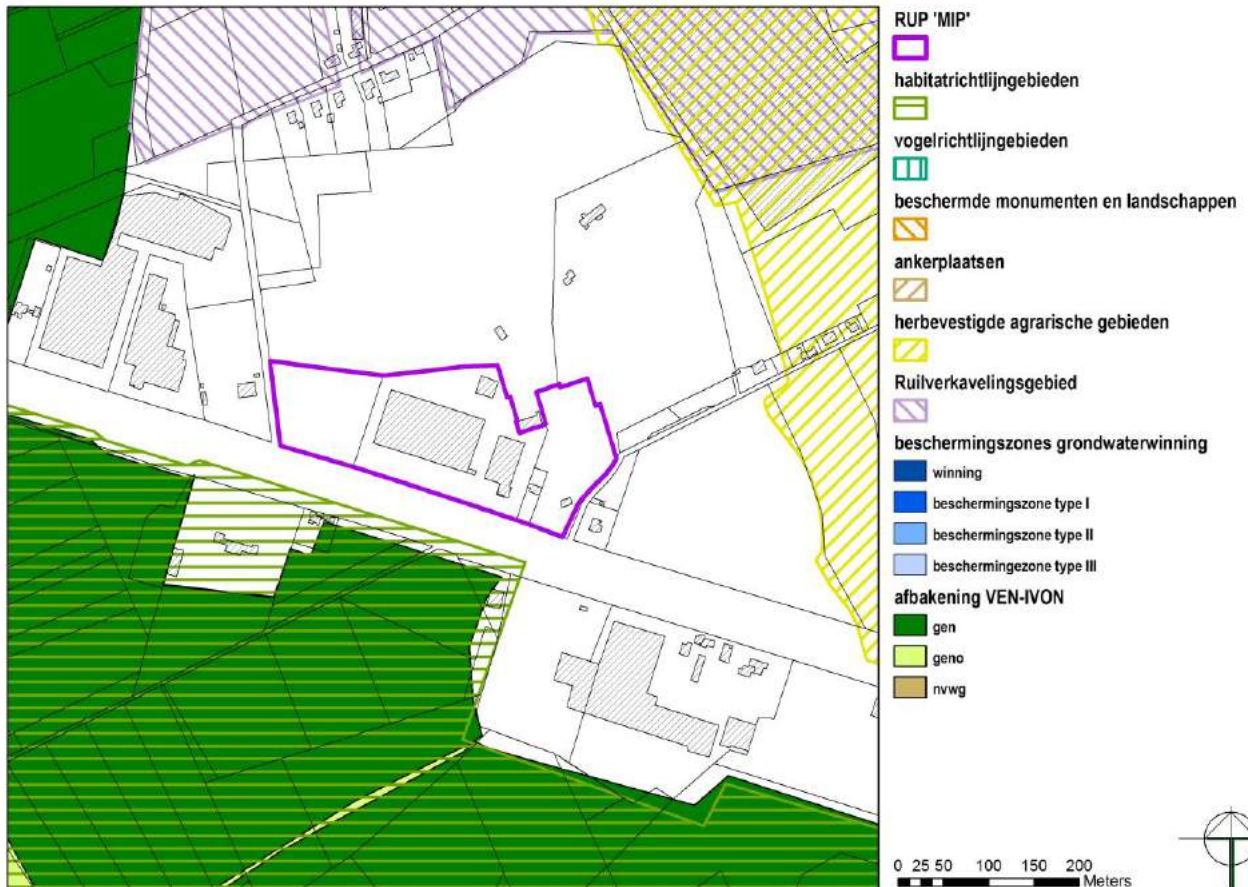 RUP 'MIP'
habitatrichtlijngebieden
vogelrichtlijngebieden
beschermde monumenten en landschappen
ankerplaatsen
herbevestigde agrarische gebieden
Ruilverkavelingsgebied
beschermingszones grondwaterwinning
winning
beschermingszone type I
beschermingszone type II
beschermingezone type III
afbakening VEN-IVON
gen
geno
nvwg
0 25 50 100 150 200
Meters